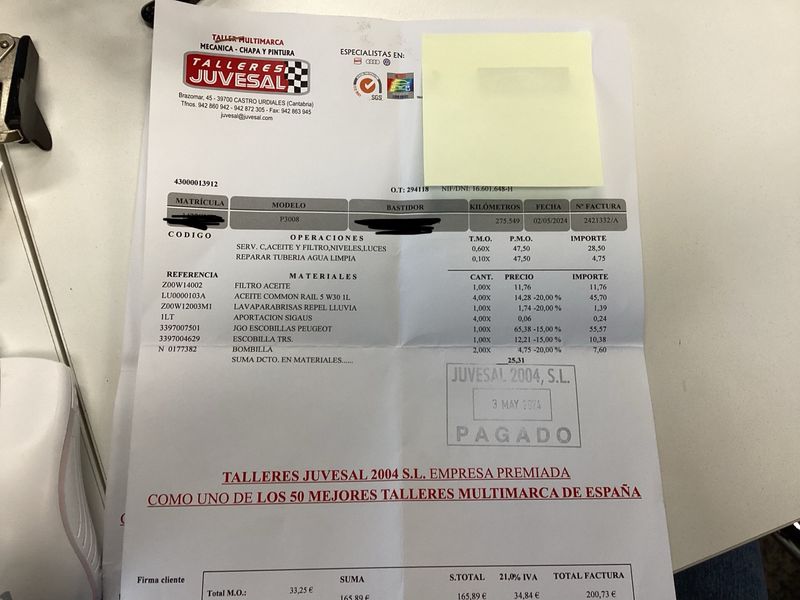 TALLER MULTIMARCA
MECANICA - CHAPA Y PINTURA
TALLERES
JUVESAL
Brazomar, 45 - 39700 CASTRO URDIALES (Cantabria)
Tfnos. 942 860 942 - 942 872 305 - Fax: 942 863 945
juvesal@juvesal.com
ESPECIALISTAS EN:
SGS
43000013912
O.T: 294118 NIF/DNI: 16.601.648-H
MATRÍCULA MODELO BASTIDOR KILÓMETROS FECHA Nº FACTURA
P3008 275.549 02/05/2024 2421332/A
CODIGO OPERACIONES T.M.O. P.M.O. IMPORTE
SERV. C,ACEITE Y FILTRO,NIVELES,LUCES 0,60X 47,50 28,50
REPARAR TUBERIA AGUA LIMPIA 0,10X 47,50 4,75
REFERENCIA MATERIALES CANT. PRECIO IMPORTE
Z00W14002 FILTRO ACEITE 1,00X 11,76 11,76
LU0000103A ACEITE COMMON RAIL 5 W30 1L 4,00X 14,28 -20,00 % 45,70
Z00W12003M1 LAVAPARABRISAS REPEL LLUVIA 1,00X 1,74 -20,00 % 1,39
1LT APORTACION SIGAUS 4,00X 0,06 0,24
3397007501 JGO ESCOBILLAS PEUGEOT 1,00X 65,38 -15,00 % 55,57
3397004629 ESCOBILLA TRS. 1,00X 12,21 -15,00 % 10,38
N 0177382 BOMBILLA 2,00X 4,75 -20,00 % 7,60
SUMA DCTO. EN MATERIALES...... 25,31
JUVESAL 2004, S.L.
3 MAY 2024
PAGADO
TALLERES JUVESAL 2004 S.L. EMPRESA PREMIADA
COMO UNO DE LOS 50 MEJORES TALLERES MULTIMARCA DE ESPAÑA
Firma cliente
SUMA S.TOTAL 21,0% IVA TOTAL FACTURA
Total M.O.: 33,25 € 165,89 € 165,89 € 34,84 € 200,73 €